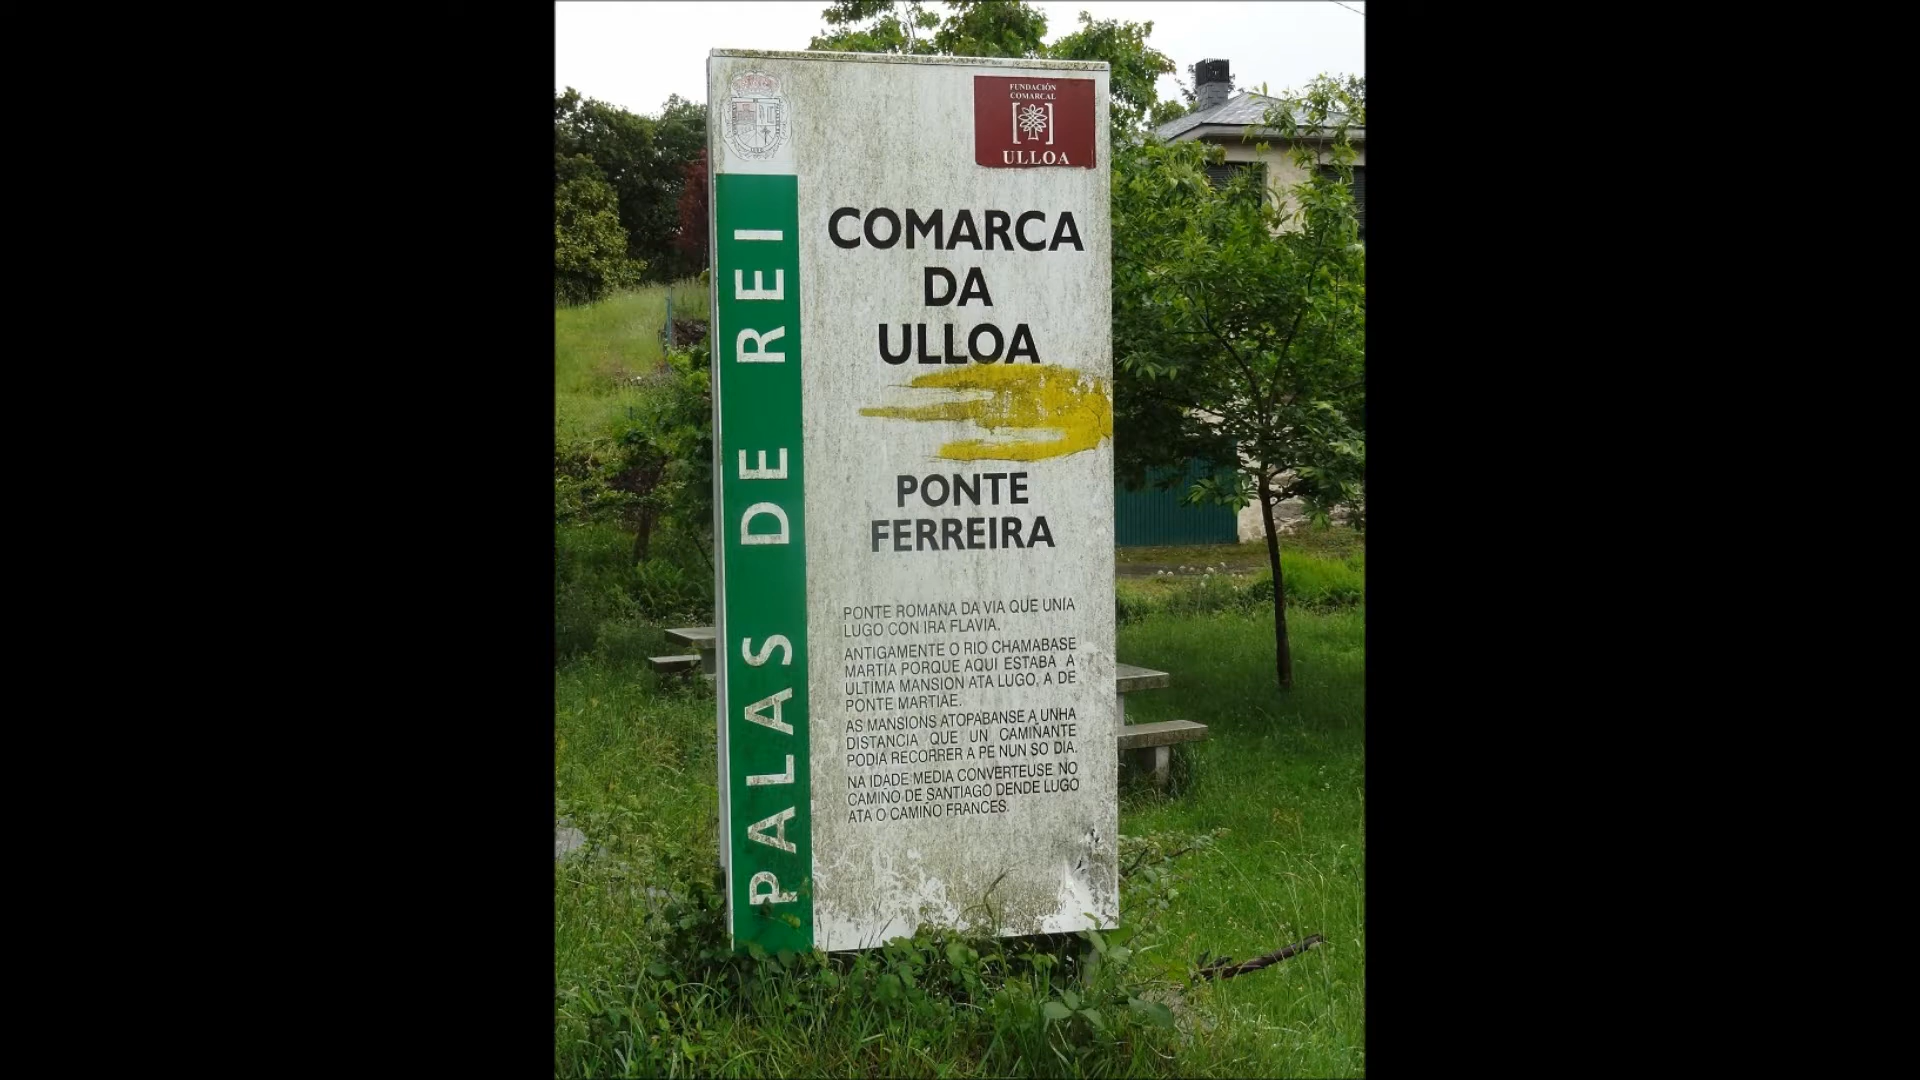 FUNDACIÓN
COMARCAL
ULLOA
COMARCA
DA
ULLOA
PONTE
FERREIRA
PONTE ROMANA DA VIA QUE UNIA
LUGO CON IRA FLAVIA.
ANTIGAMENTE O RIO CHAMABASE
MARTIA PORQUE AQUI ESTABA A
ULTIMA MANSION ATA LUGO, A DE
PONTE MARTIAE.
AS MANSIONS ATOPABANSE A UNHA
DISTANCIA QUE UN CAMIÑANTE
PODIA RECORRER A PE NUN SO DIA.
NA IDADE MEDIA CONVERTEUSE NO
CAMIÑO DE SANTIAGO DENDE LUGO
ATA O CAMIÑO FRANCES.
PALAS DE REI